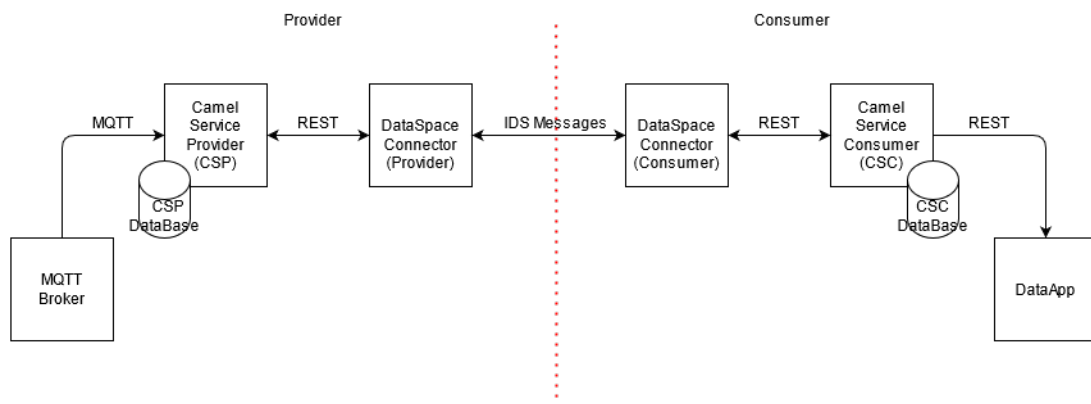 Provider
Consumer
MQTT
Camel
Service
Provider
(CSP)
REST
DataSpace
Connector
(Provider)
IDS Messages
DataSpace
Connector
(Consumer)
REST
Camel
Service
Consumer
(CSC)
REST
CSP
DataBase
CSC
DataBase
MQTT
Broker
DataApp